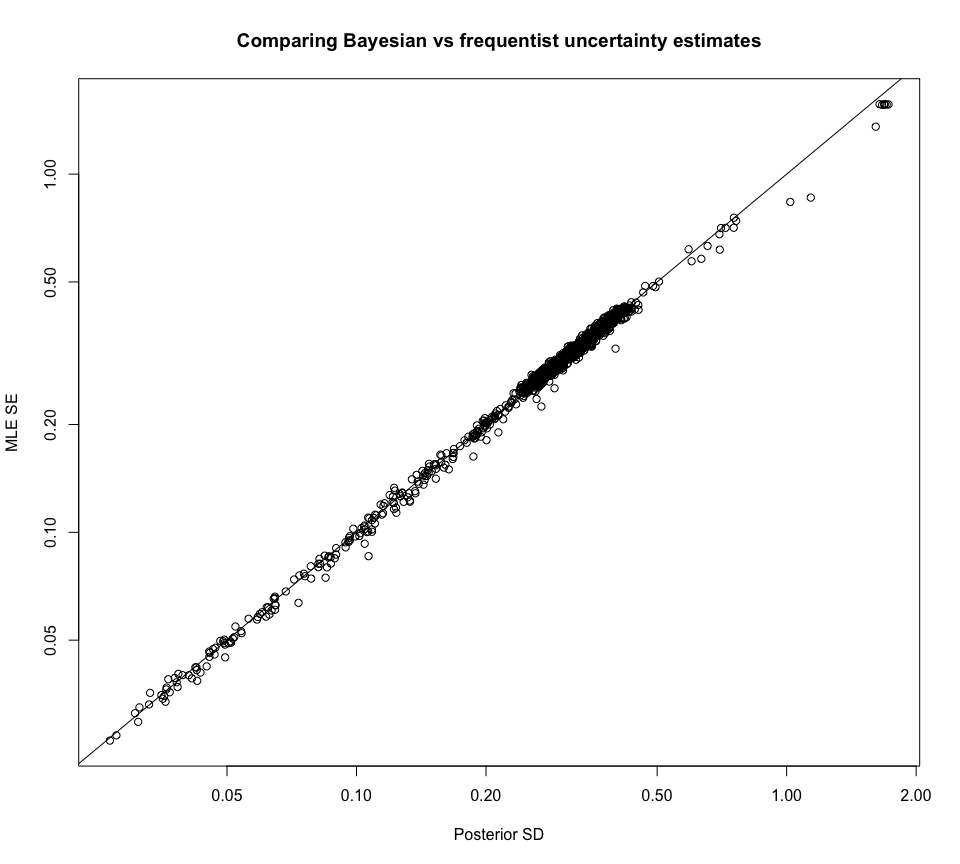 Comparing Bayesian vs frequentist uncertainty estimates
MLE SE
1.00
0.50
0.20
0.10
0.05
0.05 0.10 0.20 0.50 1.00 2.00
Posterior SD